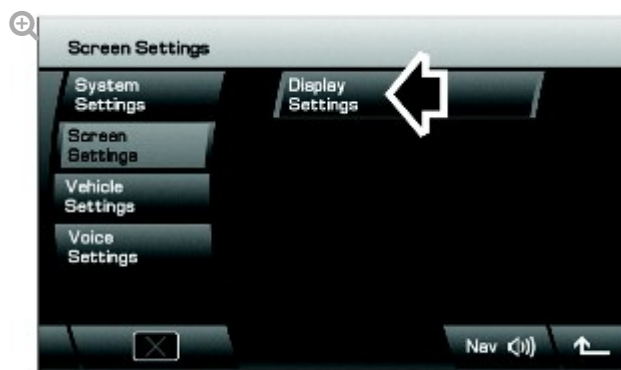 Screen Settings
System
Settings
Display
Settings
Screen
Settings
Vehicle
Settings
Voice
Settings
Nav